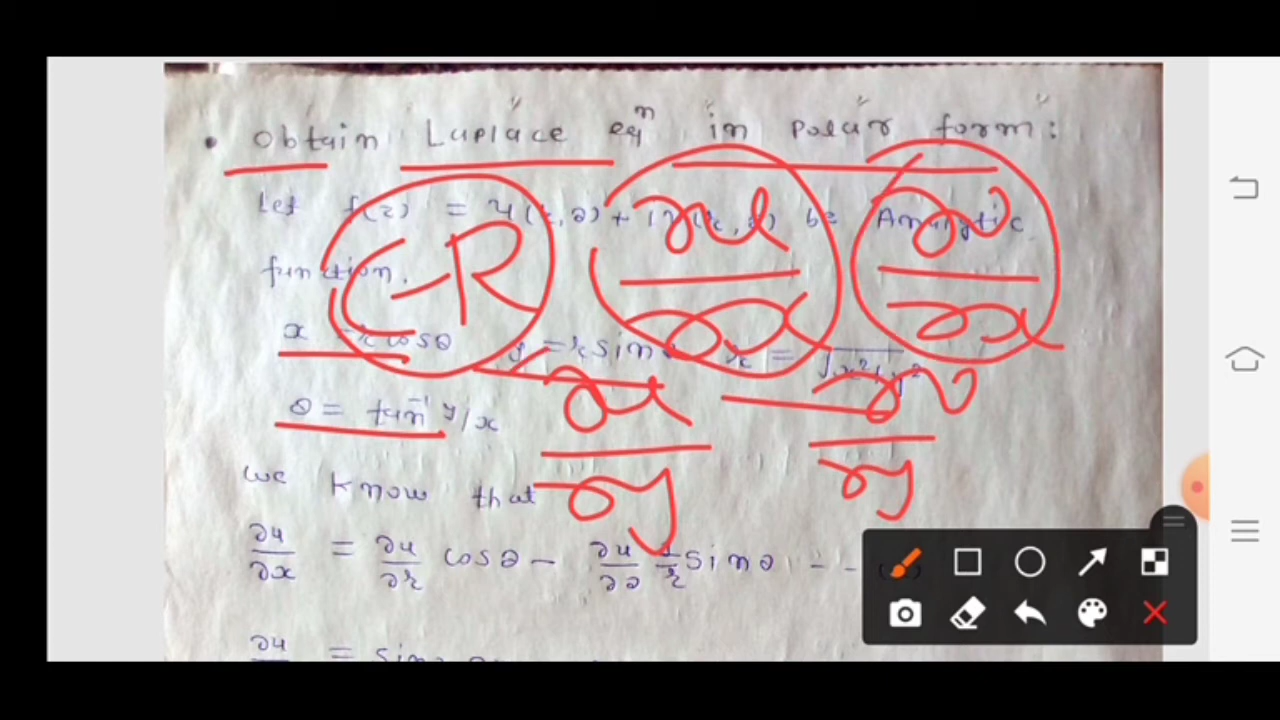 • Obtain Laplace eqⁿ "in polar form":
Let f(z) = u(r,θ) + iv(r,θ) be Analytic
function.
C-R ∂u/∂x ∂v/∂x
x = r cosθ y = r sinθ r = √x²+y²
∂u/∂y ∂v/∂y
θ = tan⁻¹ y/x
we know that
∂u/∂x = ∂u/∂r cosθ − ∂u/∂θ 1/r sinθ - -
∂u = sin